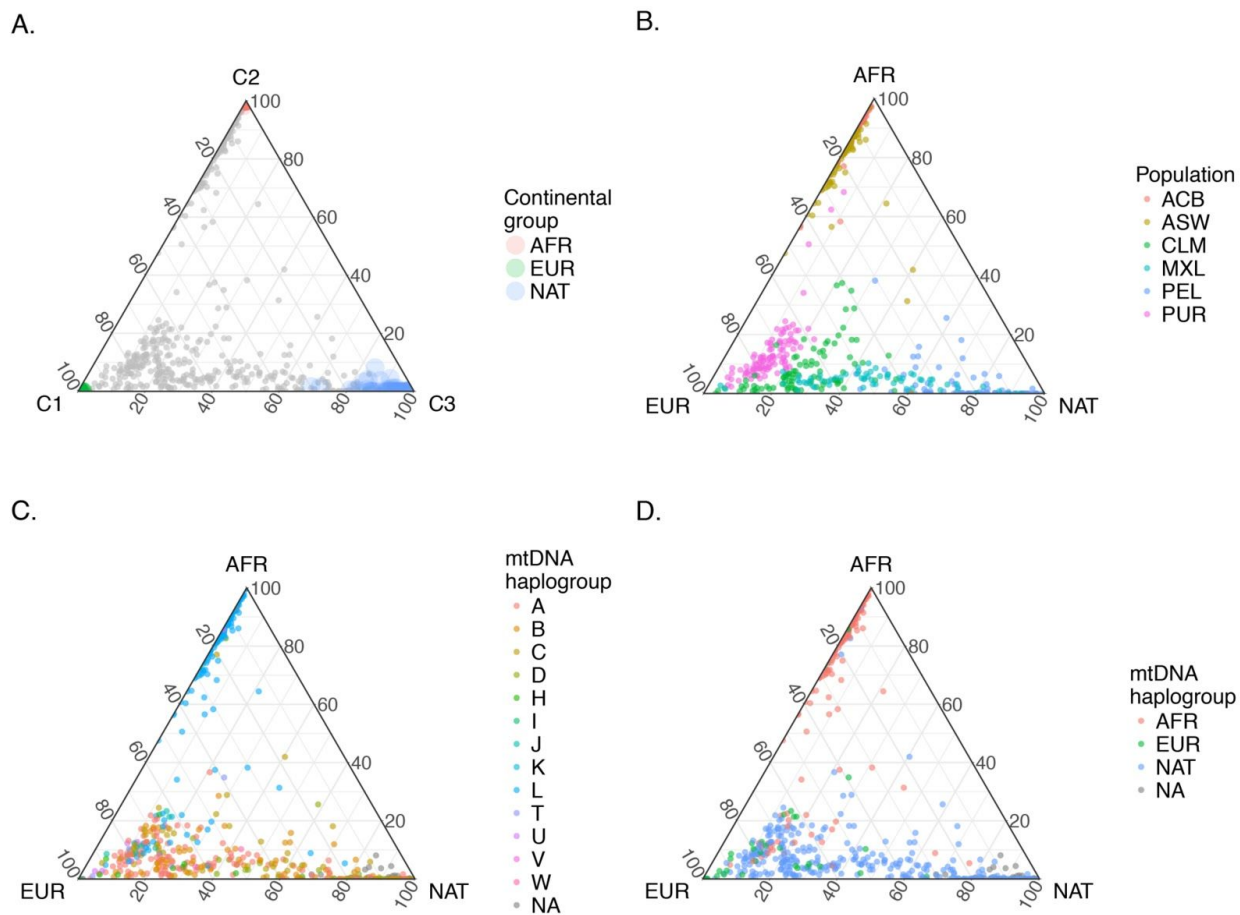 A.
C2
100
20
80
40
60
60
40
80
20
100
C1
20
40
60
80
100
C3
Continental
group
AFR
EUR
NAT
B.
AFR
100
20
80
40
60
60
40
80
20
100
EUR
20
40
60
80
100
NAT
Population
ACB
ASW
CLM
MXL
PEL
PUR
C.
AFR
100
20
80
40
60
60
40
80
20
100
EUR
20
40
60
80
100
NAT
mtDNA
haplogroup
A
B
C
D
H
I
J
K
L
T
U
V
W
NA
D.
AFR
100
20
80
40
60
60
40
80
20
100
EUR
20
40
60
80
100
NAT
mtDNA
haplogroup
AFR
EUR
NAT
NA